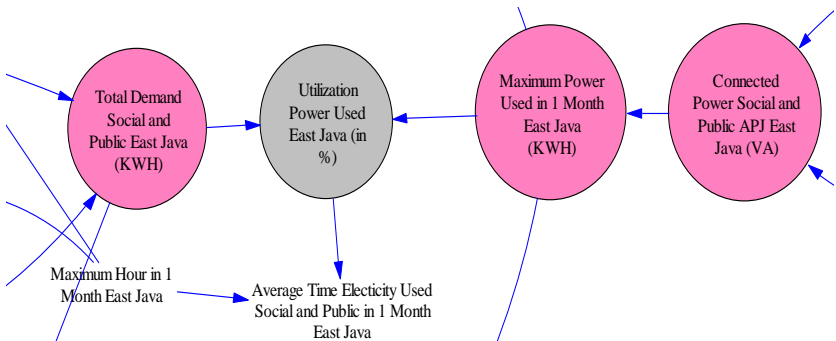 Total Demand
Social and
Public East Java
(KWH)
Utilization
Power Used
East Java (in
%)
Maximum Power
Used in 1 Month
East Java
(KWH)
Connected
Power Social and
Public APJ East
Java (VA)
Maximum Hour in 1
Month East Java
Average Time Electicity Used
Social and Public in 1 Month
East Java